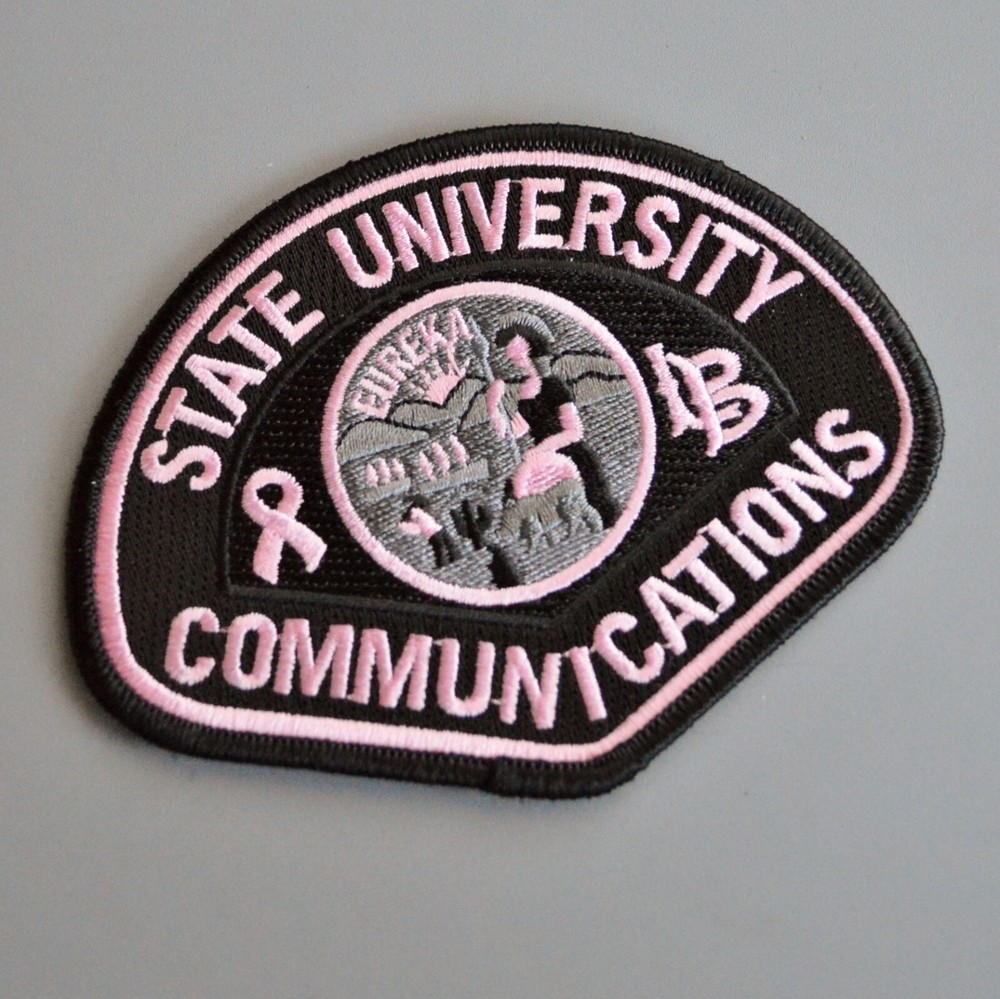 STATE UNIVERSITY
EUREKA
LB
COMMUNICATIONS